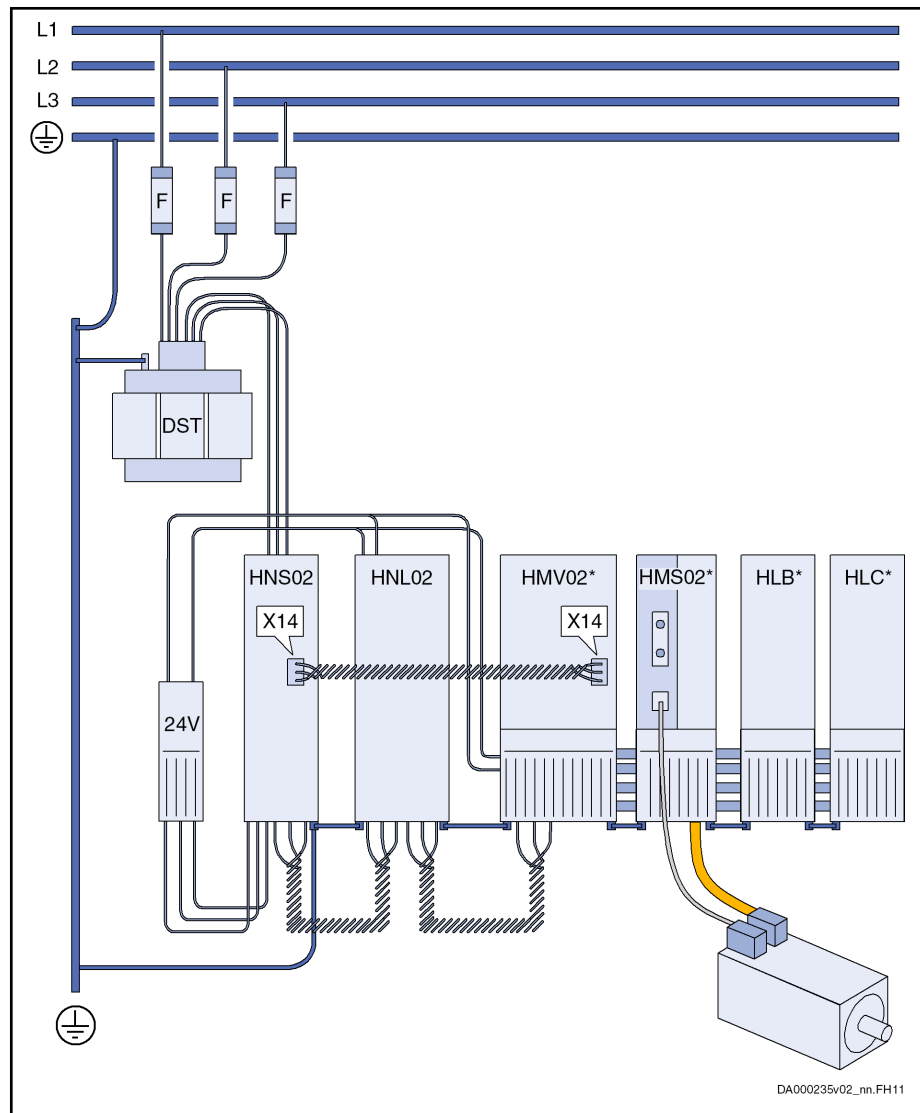 L1
L2
L3
F F F
DST
HNS02 HNL02 HMV02* HMS02* HLB* HLC*
X14 X14
24V
DA000235v02_nn.FH11